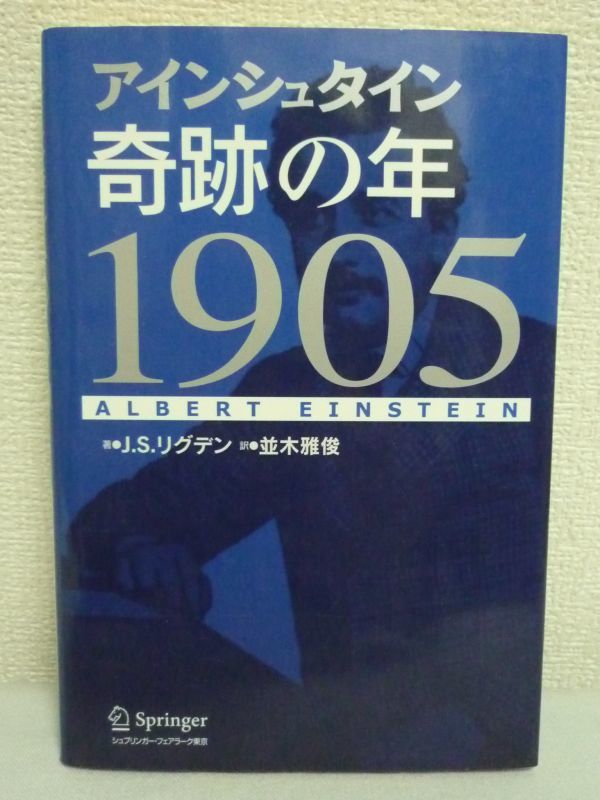 アインシュタイン
奇跡の年
1905
ALBERT EINSTEIN
著●J.S.リグデン 訳●並木雅俊
Springer
シュプリンガー・フェアラーク東京